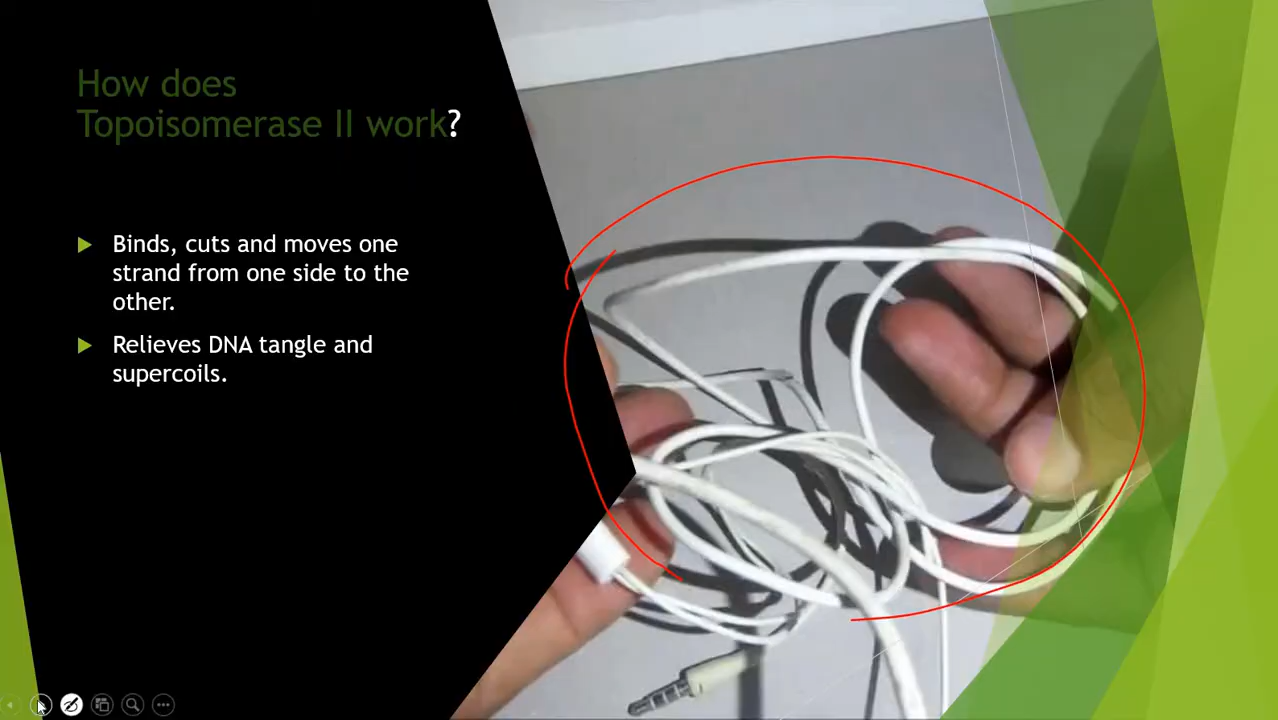 How does
Topoisomerase II work?
Binds, cuts and moves one
strand from one side to the
other.
Relieves DNA tangle and
supercoils.